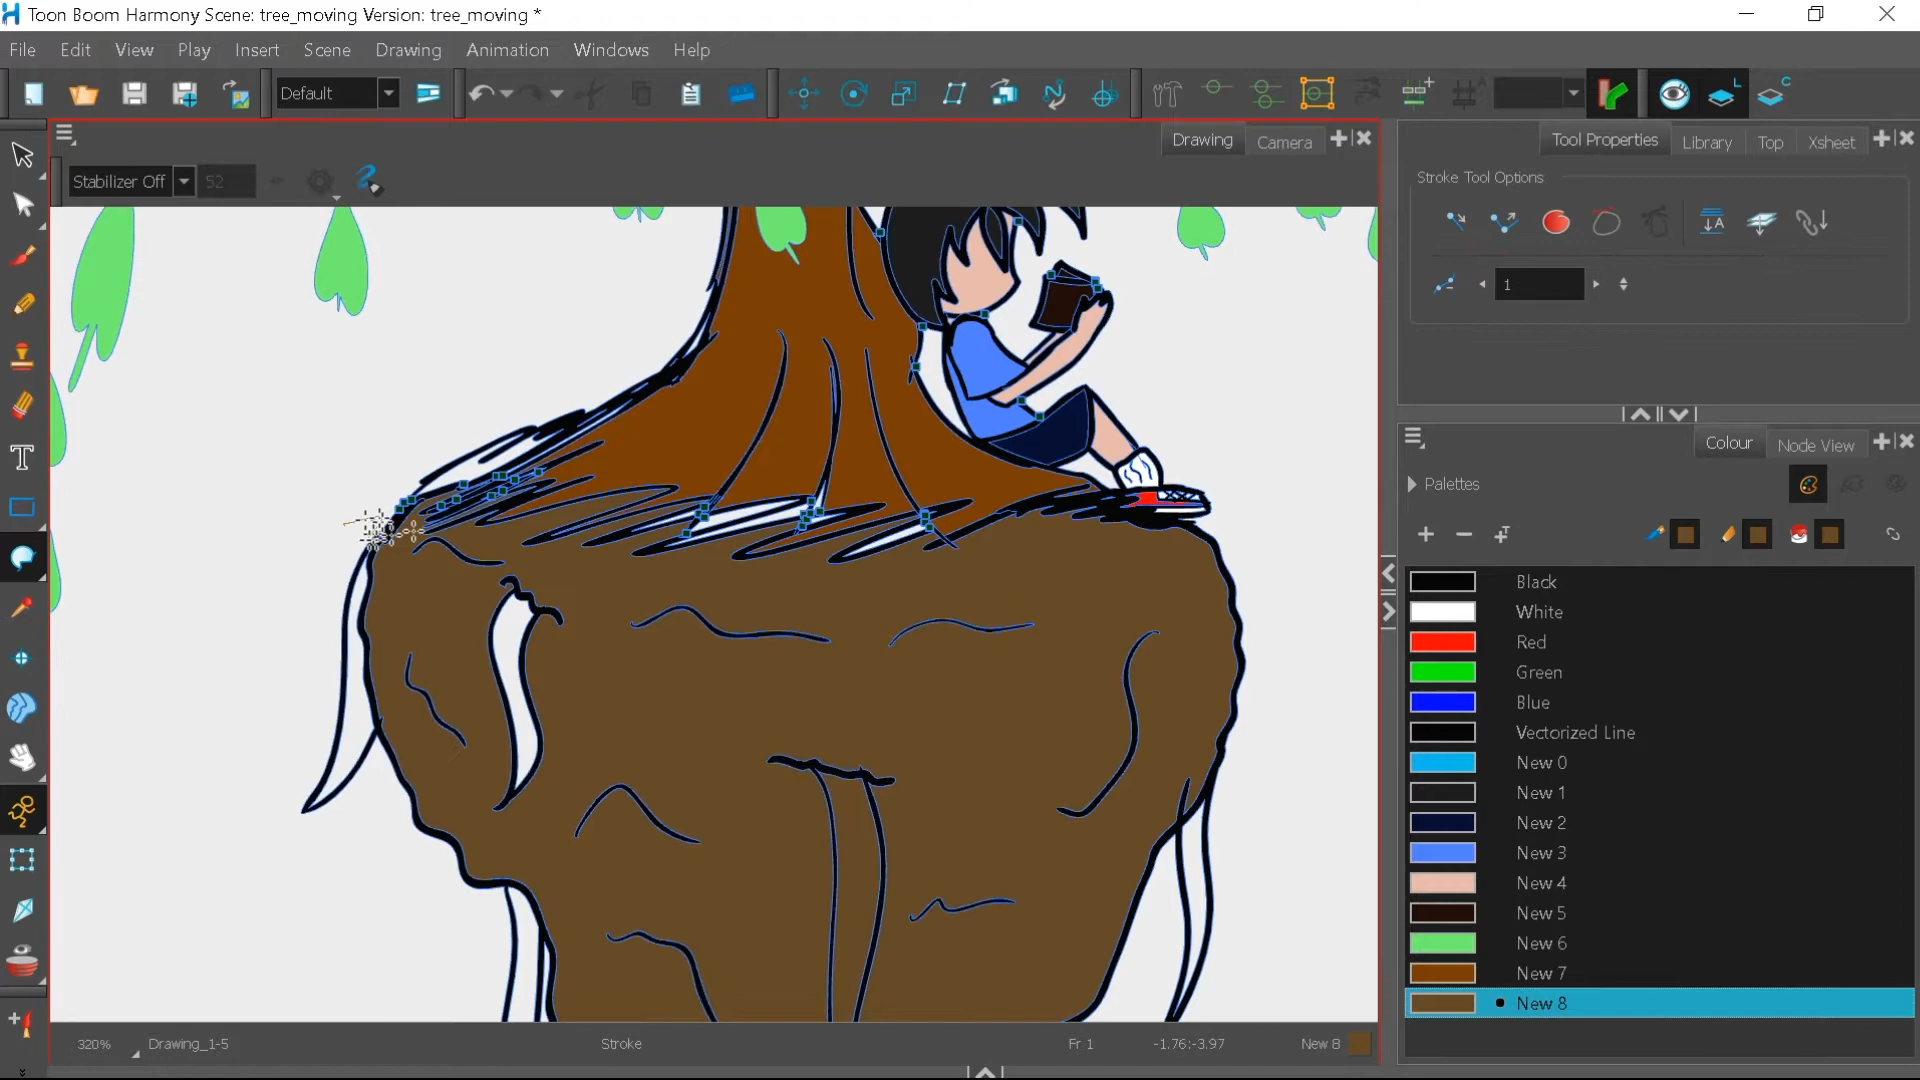 Toon Boom Harmony Scene: tree_moving Version: tree_moving *
File Edit View Play Insert Scene Drawing Animation Windows Help
Default
Drawing Camera
Tool Properties Library Top Xsheet
Stabilizer Off 52
Stroke Tool Options
1
Colour Node View
Palettes
Black
White
Red
Green
Blue
Vectorized Line
New 0
New 1
New 2
New 3
New 4
New 5
New 6
New 7
New 8
320% Drawing_1-5 Stroke Fr 1 -1.76:-3.97 New 8